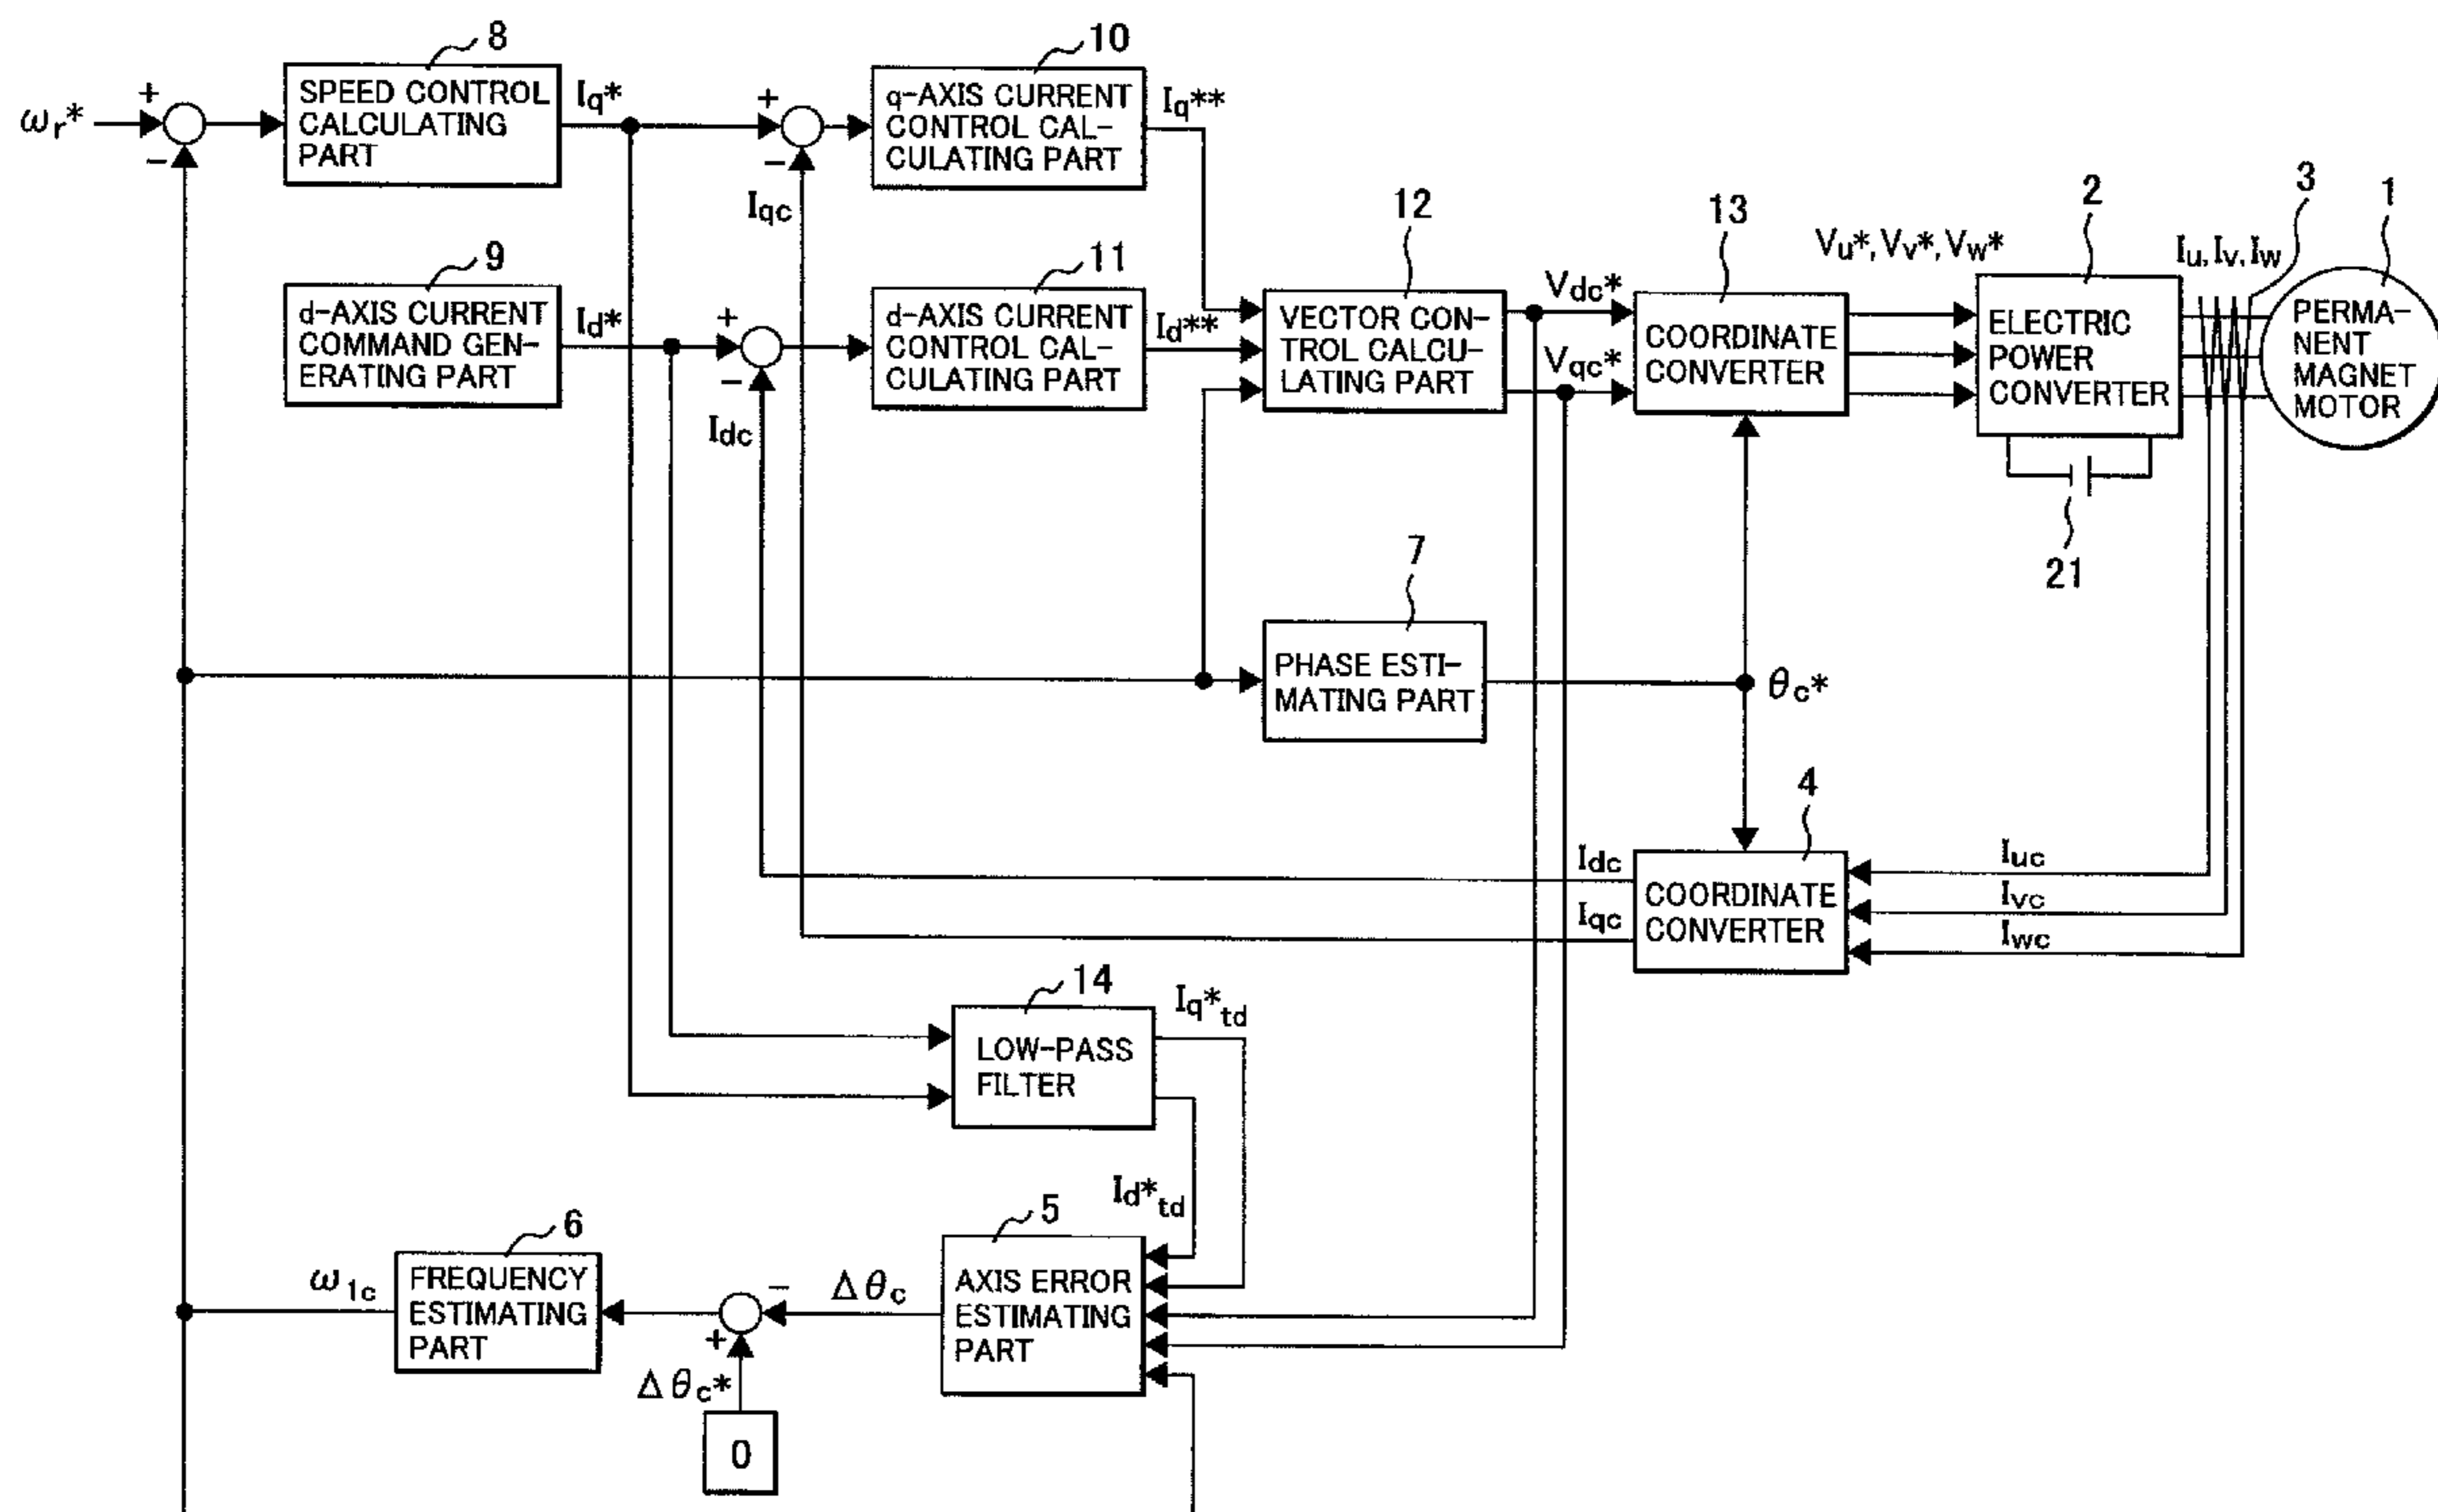 8
10
SPEED CONTROL
CALCULATING
PART
ωr*
+
−
Iq*
+
−
q-AXIS CURRENT
CONTROL CAL-
CULATING PART
Iq**
Iqc
9
11
12
13
2
3
1
d-AXIS CURRENT
COMMAND GEN-
ERATING PART
Id*
+
−
Idc
d-AXIS CURRENT
CONTROL CAL-
CULATING PART
Id**
VECTOR CON-
TROL CALCU-
LATING PART
Vdc*
Vqc*
COORDINATE
CONVERTER
Vu*, Vv*, Vw*
ELECTRIC
POWER
CONVERTER
Iu, Iv, Iw
PERMA-
NENT
MAGNET
MOTOR
21
7
PHASE ESTI-
MATING PART
θc*
4
Idc
Iqc
COORDINATE
CONVERTER
Iuc
Ivc
Iwc
14
LOW-PASS
FILTER
Iq*td
Id*td
6
5
ω1c
FREQUENCY
ESTIMATING
PART
−
+
Δθc
AXIS ERROR
ESTIMATING
PART
Δθc*
0